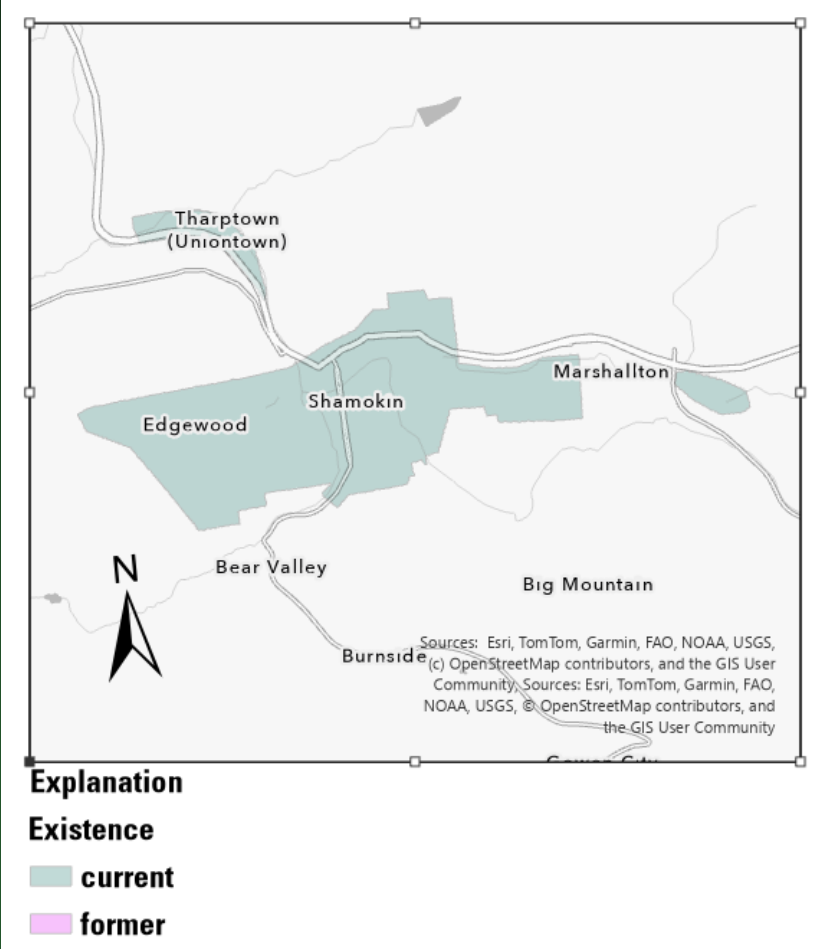 Tharptown
(Uniontown)
Marshallton
Shamokin
Edgewood
N
Bear Valley
Big Mountain
Burnside
Sources: Esri, TomTom, Garmin, FAO, NOAA, USGS,
(c) OpenStreetMap contributors, and the GIS User
Community, Sources: Esri, TomTom, Garmin, FAO,
NOAA, USGS, © OpenStreetMap contributors, and
the GIS User Community
Gowen City
Explanation
Existence
current
former